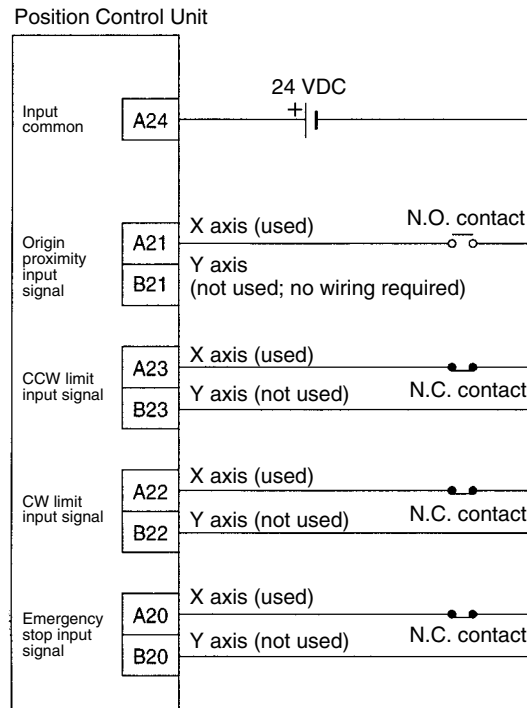 Position Control Unit
24 VDC
+
Input
common
A24
Origin
proximity
input
signal
A21
B21
X axis (used)
N.O. contact
Y axis
(not used; no wiring required)
CCW limit
input signal
A23
B23
X axis (used)
N.C. contact
Y axis (not used)
CW limit
input signal
A22
B22
X axis (used)
N.C. contact
Y axis (not used)
Emergency
stop input
signal
A20
B20
X axis (used)
N.C. contact
Y axis (not used)